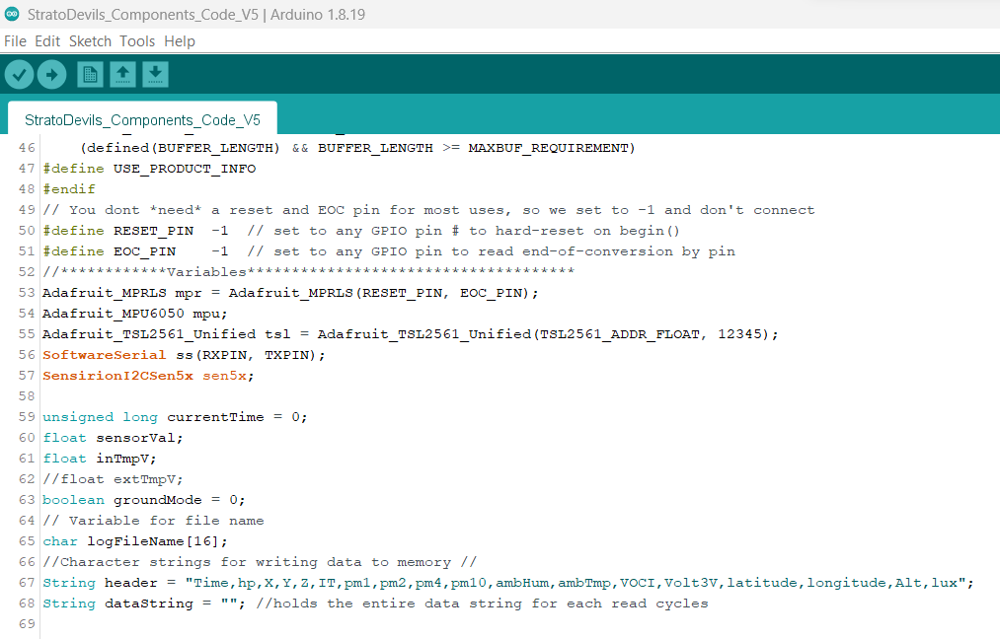 StratoDevils_Components_Code_V5 | Arduino 1.8.19
File Edit Sketch Tools Help
StratoDevils_Components_Code_V5
46     (defined(BUFFER_LENGTH) && BUFFER_LENGTH >= MAXBUF_REQUIREMENT)
47 #define USE_PRODUCT_INFO
48 #endif
49 // You dont *need* a reset and EOC pin for most uses, so we set to -1 and don't connect
50 #define RESET_PIN  -1  // set to any GPIO pin # to hard-reset on begin()
51 #define EOC_PIN    -1  // set to any GPIO pin to read end-of-conversion by pin
52 //************Variables*************************************
53 Adafruit_MPRLS mpr = Adafruit_MPRLS(RESET_PIN, EOC_PIN);
54 Adafruit_MPU6050 mpu;
55 Adafruit_TSL2561_Unified tsl = Adafruit_TSL2561_Unified(TSL2561_ADDR_FLOAT, 12345);
56 SoftwareSerial ss(RXPIN, TXPIN);
57 SensirionI2CSen5x sen5x;
58
59 unsigned long currentTime = 0;
60 float sensorVal;
61 float inTmpV;
62 //float extTmpV;
63 boolean groundMode = 0;
64 // Variable for file name
65 char logFileName[16];
66 //Character strings for writing data to memory //
67 String header = "Time,hp,X,Y,Z,IT,pm1,pm2,pm4,pm10,ambHum,ambTmp,VOCI,Volt3V,latitude,longitude,Alt,lux";
68 String dataString = ""; //holds the entire data string for each read cycles
69